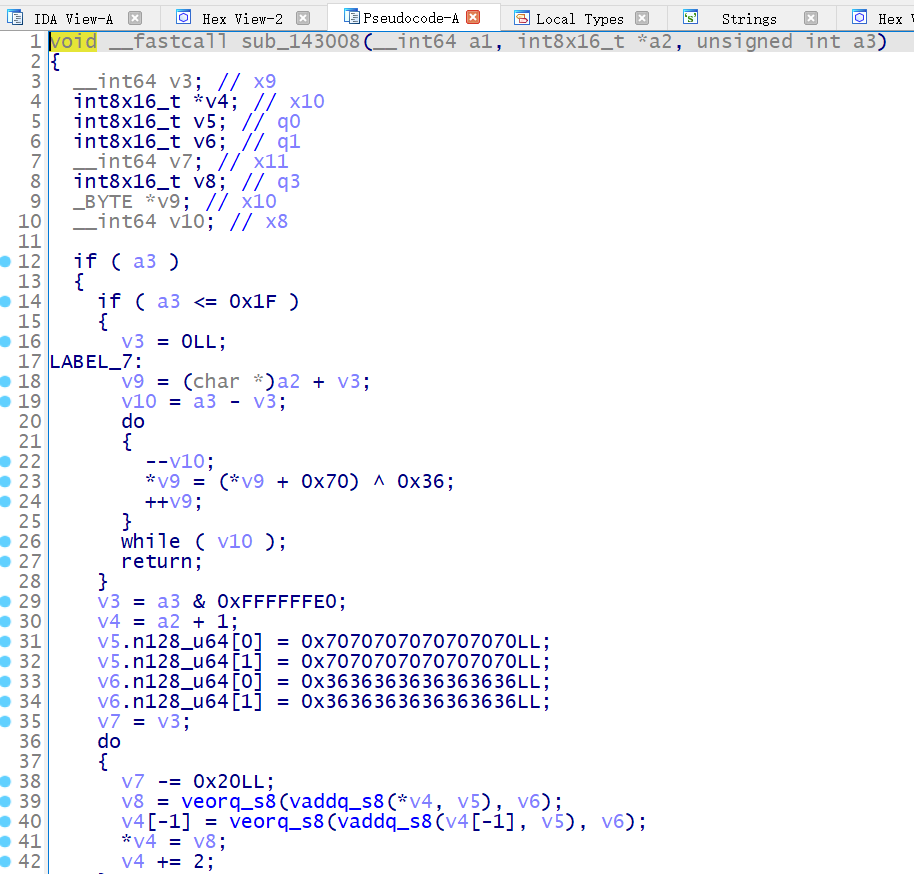 IDA View-A Hex View-2 Pseudocode-A Local Types Strings Hex V
1 void __fastcall sub_143008(__int64 a1, int8x16_t *a2, unsigned int a3)
2 {
3 __int64 v3; // x9
4 int8x16_t *v4; // x10
5 int8x16_t v5; // q0
6 int8x16_t v6; // q1
7 __int64 v7; // x11
8 int8x16_t v8; // q3
9 _BYTE *v9; // x10
10 __int64 v10; // x8
11
12 if ( a3 )
13 {
14 if ( a3 <= 0x1F )
15 {
16 v3 = 0LL;
17 LABEL_7:
18 v9 = (char *)a2 + v3;
19 v10 = a3 - v3;
20 do
21 {
22 --v10;
23 *v9 = (*v9 + 0x70) ^ 0x36;
24 ++v9;
25 }
26 while ( v10 );
27 return;
28 }
29 v3 = a3 & 0xFFFFFFE0;
30 v4 = a2 + 1;
31 v5.n128_u64[0] = 0x7070707070707070LL;
32 v5.n128_u64[1] = 0x7070707070707070LL;
33 v6.n128_u64[0] = 0x3636363636363636LL;
34 v6.n128_u64[1] = 0x3636363636363636LL;
35 v7 = v3;
36 do
37 {
38 v7 -= 0x20LL;
39 v8 = veorq_s8(vaddq_s8(*v4, v5), v6);
40 v4[-1] = veorq_s8(vaddq_s8(v4[-1], v5), v6);
41 *v4 = v8;
42 v4 += 2;